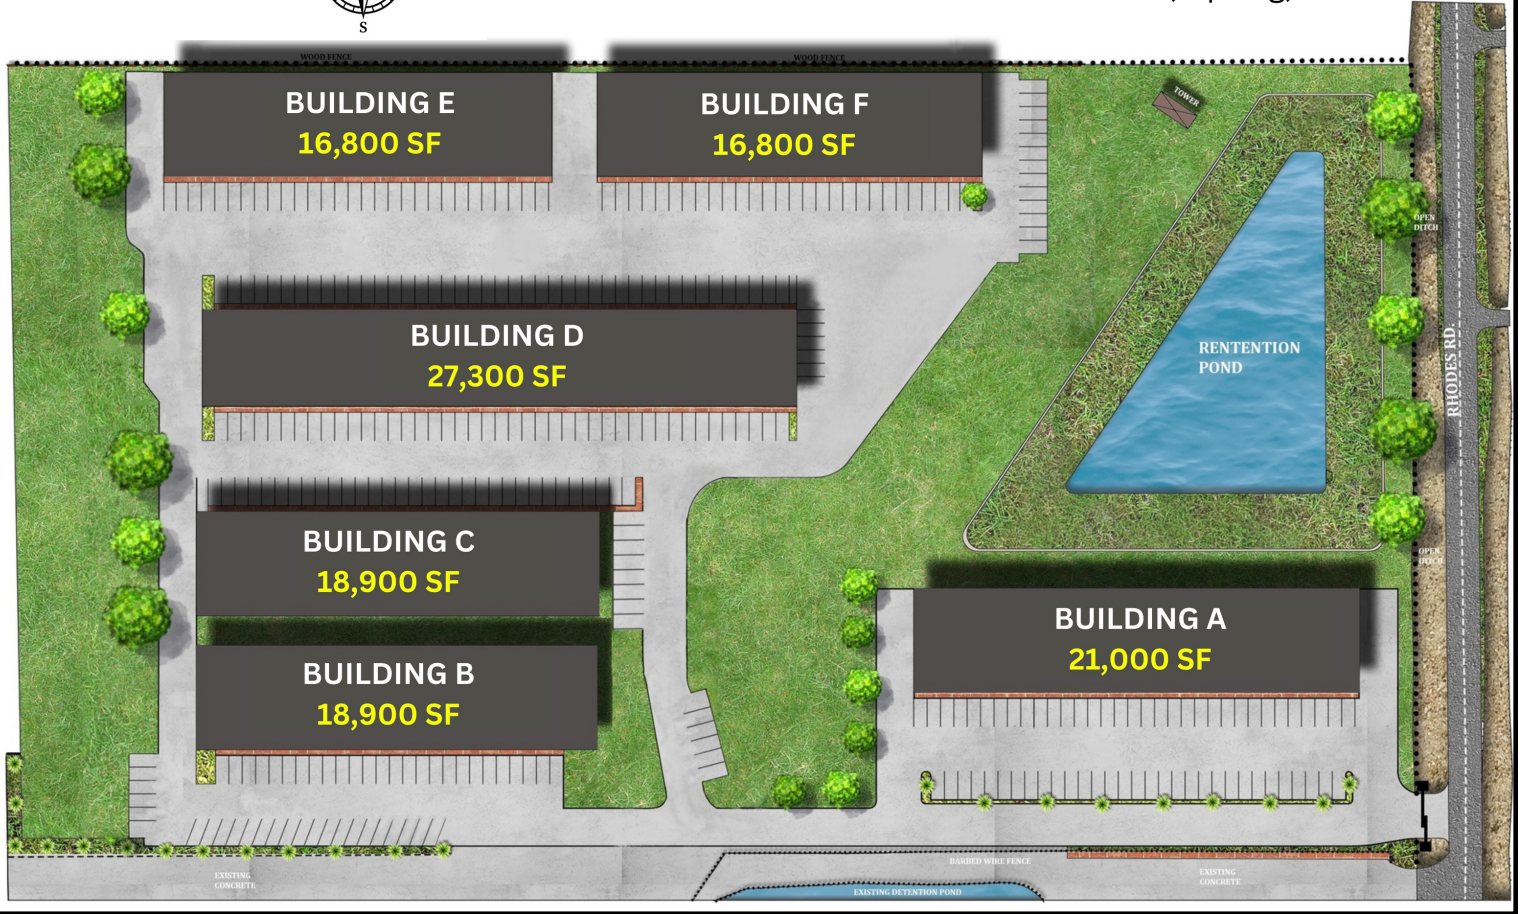 S
WOOD FENCE
WOOD FENCE
BUILDING E
16,800 SF
BUILDING F
16,800 SF
TOWER
OPEN
DITCH
BUILDING D
27,300 SF
RENTENTION
POND
RHODES RD.
BUILDING C
18,900 SF
OPEN
DITCH
BUILDING A
21,000 SF
BUILDING B
18,900 SF
BARBED WIRE FENCE
EXISTING
CONCRETE
EXISTING
CONCRETE
EXISTING DETENTION POND